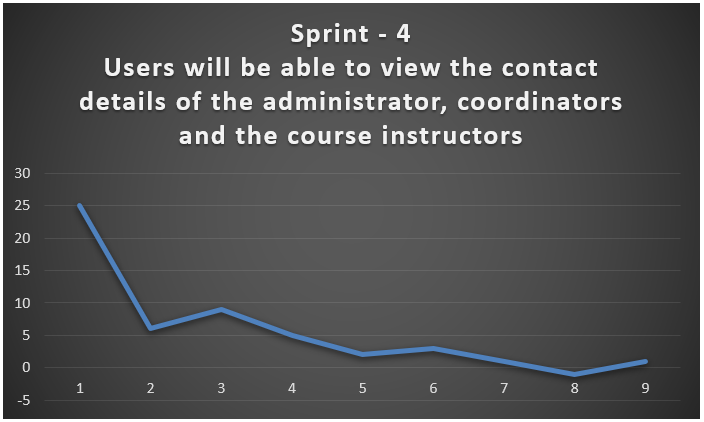 Sprint - 4
Users will be able to view the contact
details of the administrator, coordinators
and the course instructors
30
25
20
15
10
5
0
-5
1 2 3 4 5 6 7 8 9